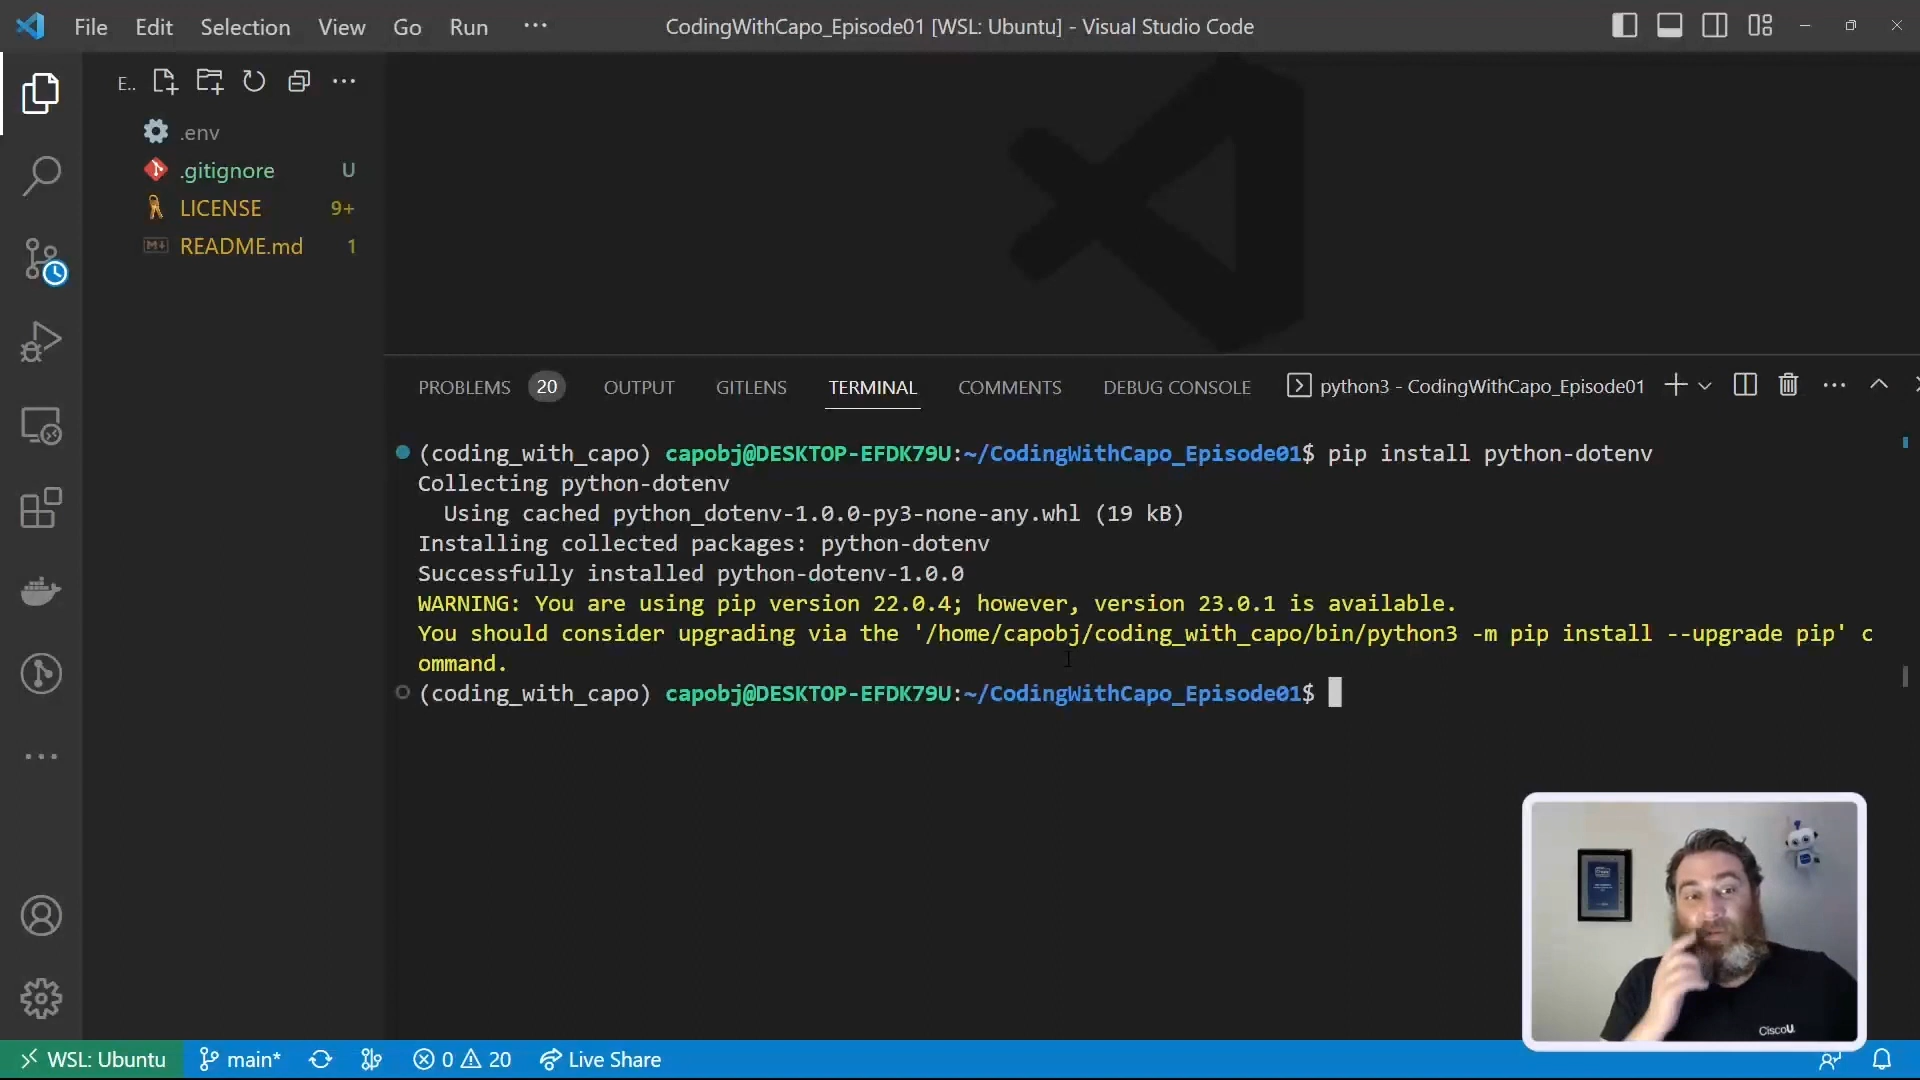 File Edit Selection View Go Run ··· CodingWithCapo_Episode01 [WSL: Ubuntu] - Visual Studio Code
E..
.env
.gitignore U
LICENSE 9+
README.md 1
PROBLEMS 20 OUTPUT GITLENS TERMINAL COMMENTS DEBUG CONSOLE python3 - CodingWithCapo_Episode01
(coding_with_capo) capobj@DESKTOP-EFDK79U:~/CodingWithCapo_Episode01$ pip install python-dotenv
Collecting python-dotenv
Using cached python_dotenv-1.0.0-py3-none-any.whl (19 kB)
Installing collected packages: python-dotenv
Successfully installed python-dotenv-1.0.0
WARNING: You are using pip version 22.0.4; however, version 23.0.1 is available.
You should consider upgrading via the '/home/capobj/coding_with_capo/bin/python3 -m pip install --upgrade pip' c
ommand.
(coding_with_capo) capobj@DESKTOP-EFDK79U:~/CodingWithCapo_Episode01$
CiscoU.
WSL: Ubuntu main* 0 20 Live Share